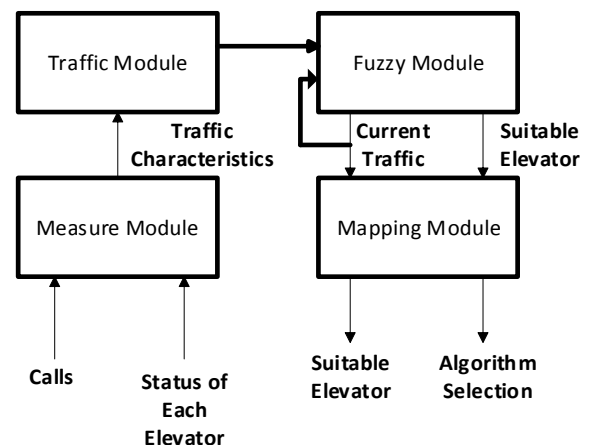 Traffic Module
Fuzzy Module
Traffic
Characteristics
Current
Traffic
Suitable
Elevator
Measure Module
Mapping Module
Calls
Status of
Each
Elevator
Suitable
Elevator
Algorithm
Selection